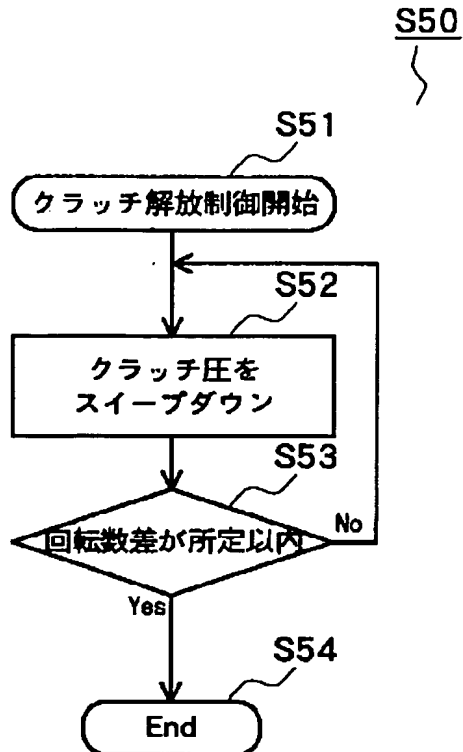 S50
S51
クラッチ解放制御開始
S52
クラッチ圧を
スイープダウン
S53
回転数差が所定以内
No
Yes
S54
End